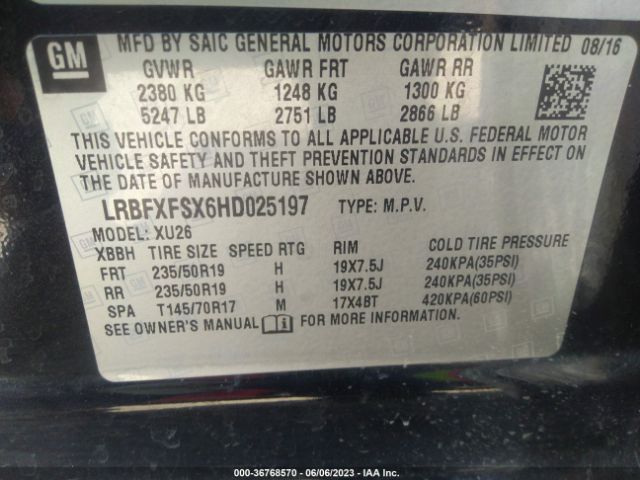 GM
MFD BY SAIC GENERAL MOTORS CORPORATION LIMITED 08/16
GVWR GAWR FRT GAWR RR
2380 KG 1248 KG 1300 KG
5247 LB 2751 LB 2866 LB
THIS VEHICLE CONFORMS TO ALL APPLICABLE U.S. FEDERAL MOTOR
VEHICLE SAFETY AND THEFT PREVENTION STANDARDS IN EFFECT ON
THE DATE OF MANUFACTURE SHOWN ABOVE.
LRBFXFSX6HD025197 TYPE: M.P.V.
MODEL: XU26
XBBH TIRE SIZE SPEED RTG RIM COLD TIRE PRESSURE
FRT 235/50R19 H 19X7.5J 240KPA(35PSI)
RR 235/50R19 H 19X7.5J 240KPA(35PSI)
SPA T145/70R17 M 17X4BT 420KPA(60PSI)
SEE OWNER'S MANUAL i FOR MORE INFORMATION.
000-36768570 - 06/06/2023 - IAA Inc.